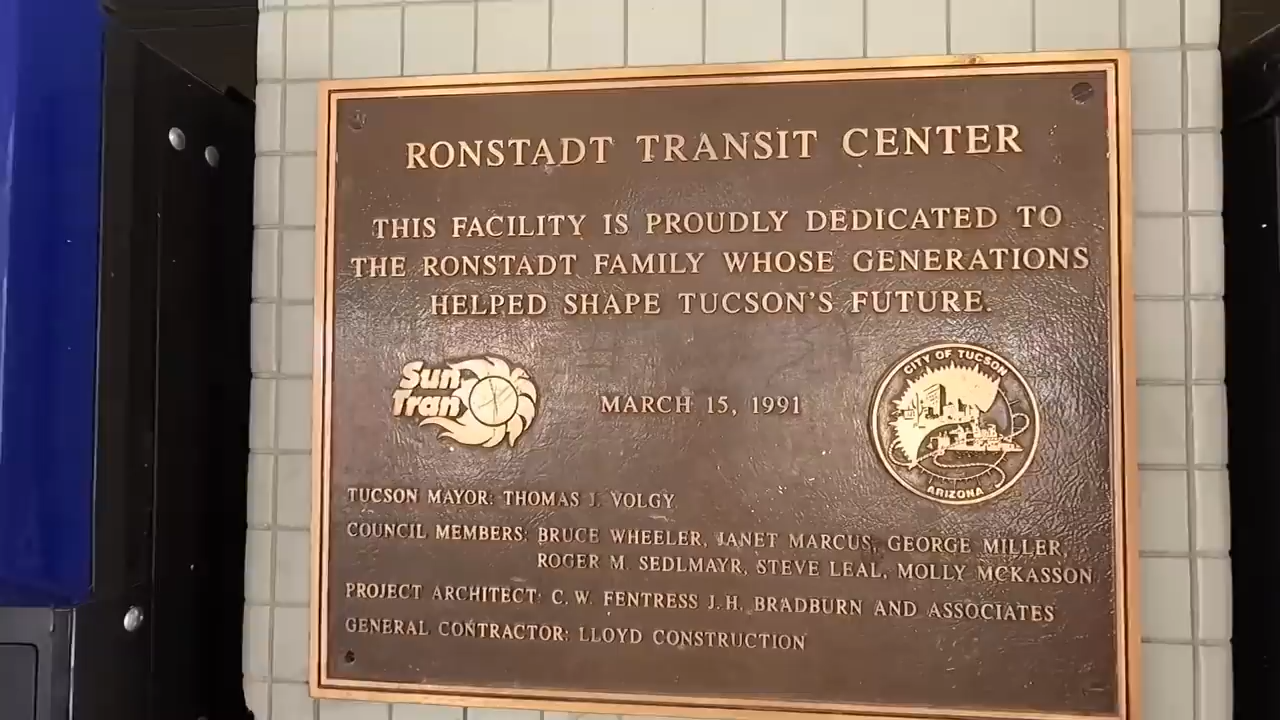 RONSTADT TRANSIT CENTER
THIS FACILITY IS PROUDLY DEDICATED TO
THE RONSTADT FAMILY WHOSE GENERATIONS
HELPED SHAPE TUCSON'S FUTURE.
Sun
Tran
MARCH 15, 1991
CITY OF TUCSON
ARIZONA
TUCSON MAYOR: THOMAS J. VOLGY
COUNCIL MEMBERS: BRUCE WHEELER, JANET MARCUS, GEORGE MILLER,
ROGER M. SEDLMAYR, STEVE LEAL, MOLLY MCKASSON
PROJECT ARCHITECT: C. W. FENTRESS J. H. BRADBURN AND ASSOCIATES
GENERAL CONTRACTOR: LLOYD CONSTRUCTION